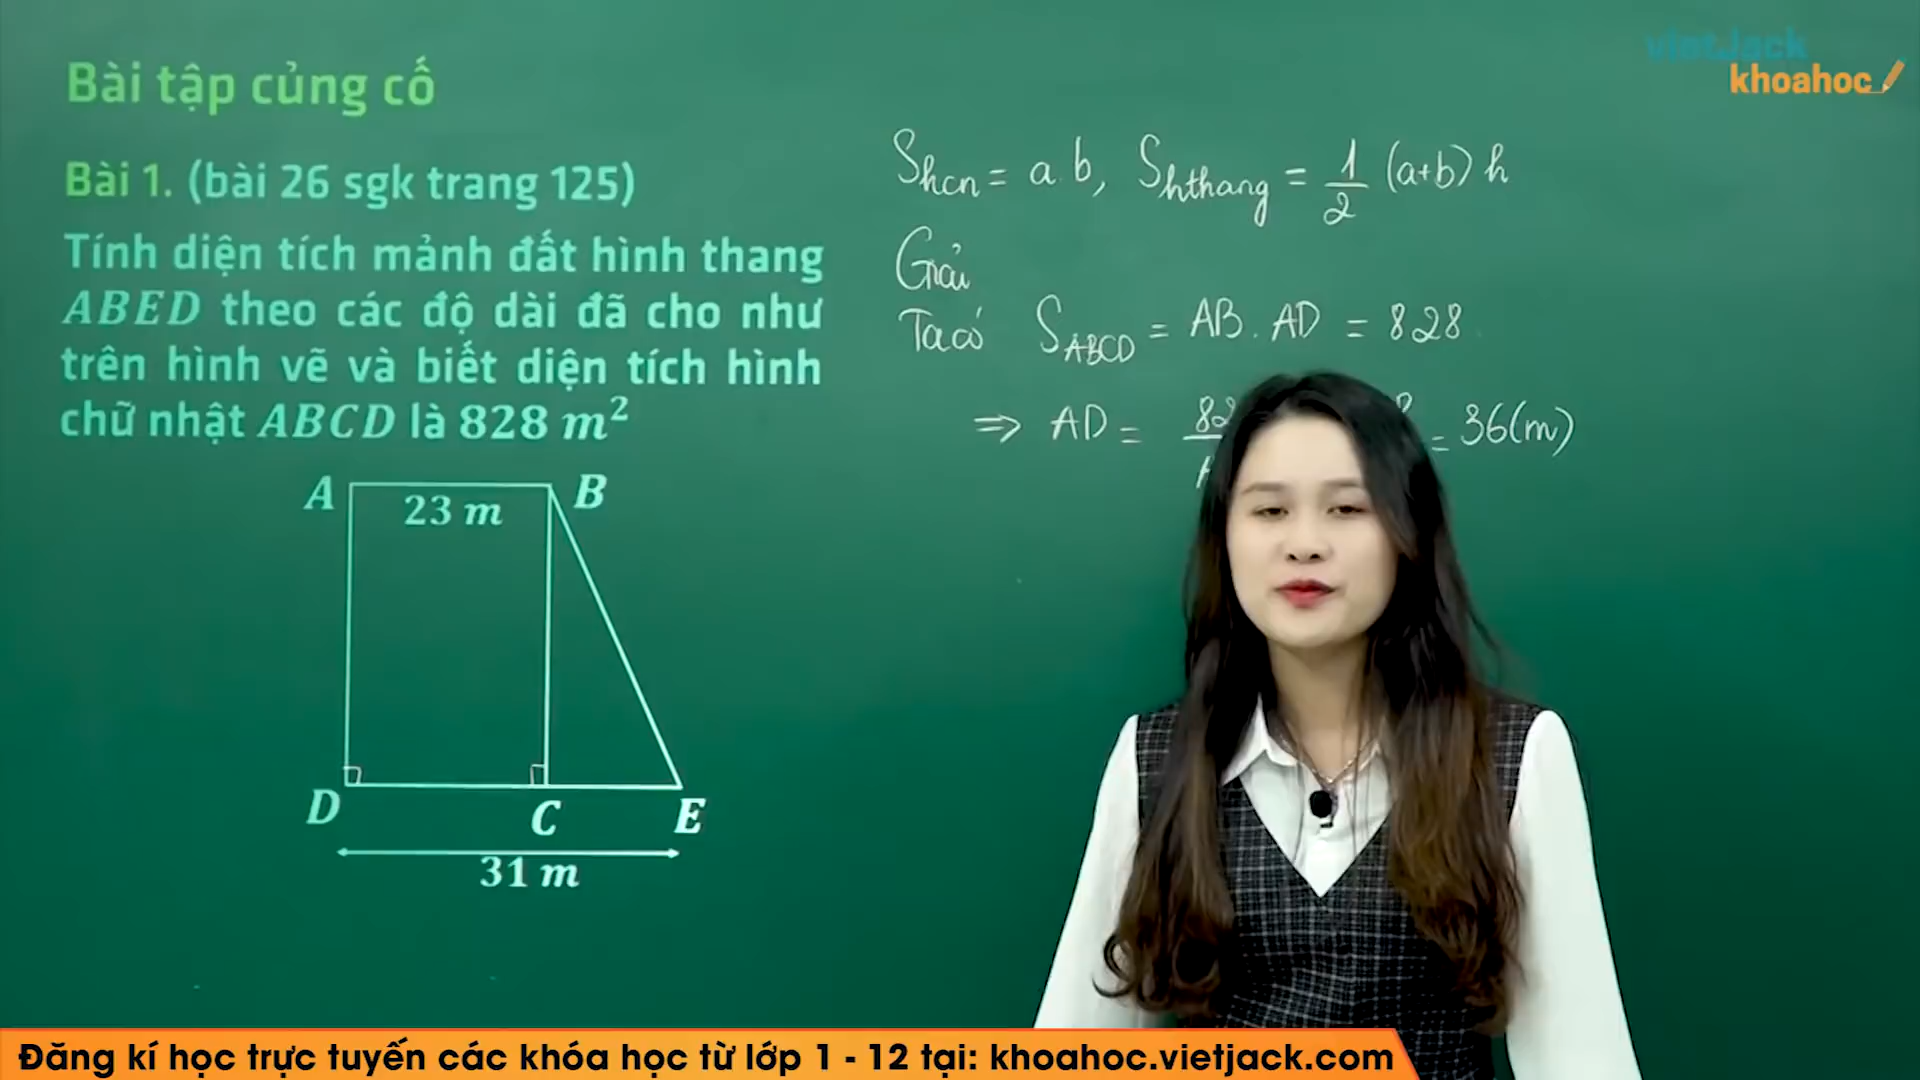 Bài tập củng cố
vietJack
khoahoc
Bài 1. (bài 26 sgk trang 125)
Tính diện tích mảnh đất hình thang
ABED theo các độ dài đã cho như
trên hình vẽ và biết diện tích hình
chữ nhật ABCD là 828 m²
A
23 m
B
D
C
E
31 m
Shcn = a.b, Shthang = 1/2 (a+b) h
Giải
Ta có SABCD = AB . AD = 828
⇒ AD = = 36(m)
Đăng kí học trực tuyến các khóa học từ lớp 1 - 12 tại: khoahoc.vietjack.com